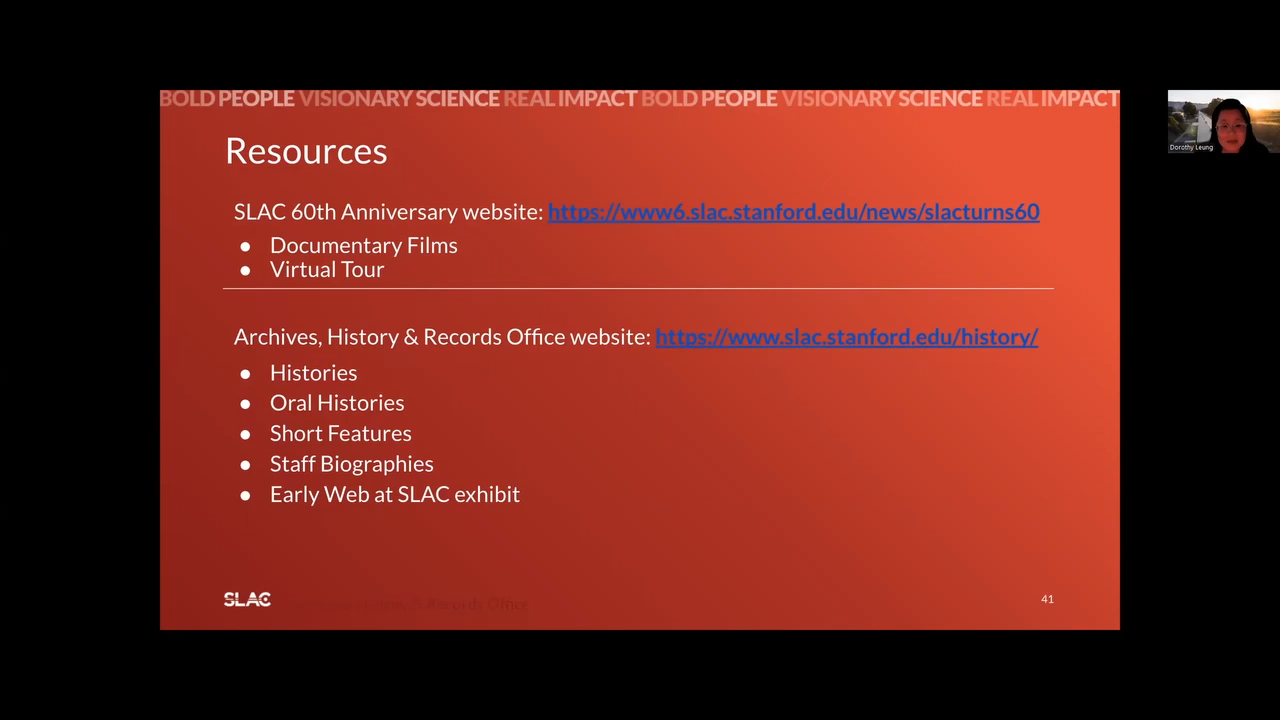 BOLD PEOPLE VISIONARY SCIENCE REAL IMPACT BOLD PEOPLE VISIONARY SCIENCE REAL IMPACT
Resources
Dorothy Leung
SLAC 60th Anniversary website: https://www6.slac.stanford.edu/news/slacturns60
● Documentary Films
● Virtual Tour
Archives, History & Records Office website: https://www.slac.stanford.edu/history/
● Histories
● Oral Histories
● Short Features
● Staff Biographies
● Early Web at SLAC exhibit
SLAC & Records Office 41